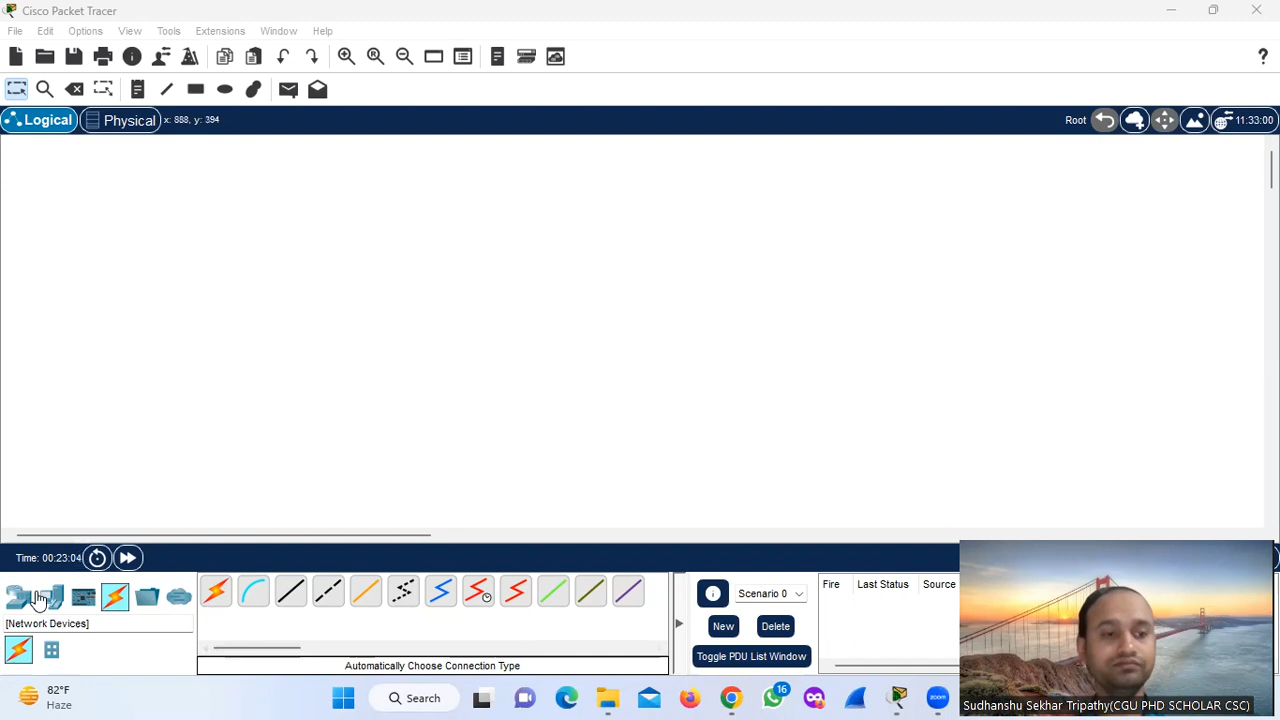 Cisco Packet Tracer
File Edit Options View Tools Extensions Window Help
?
Logical Physical x: 888, y: 394 Root 11:33:00
Time: 00:23:04
[Network Devices]
Automatically Choose Connection Type
Scenario 0
New Delete
Toggle PDU List Window
Fire Last Status Source
82°F
Haze
Search
16
zoom
Sudhanshu Sekhar Tripathy(CGU PHD SCHOLAR CSC)